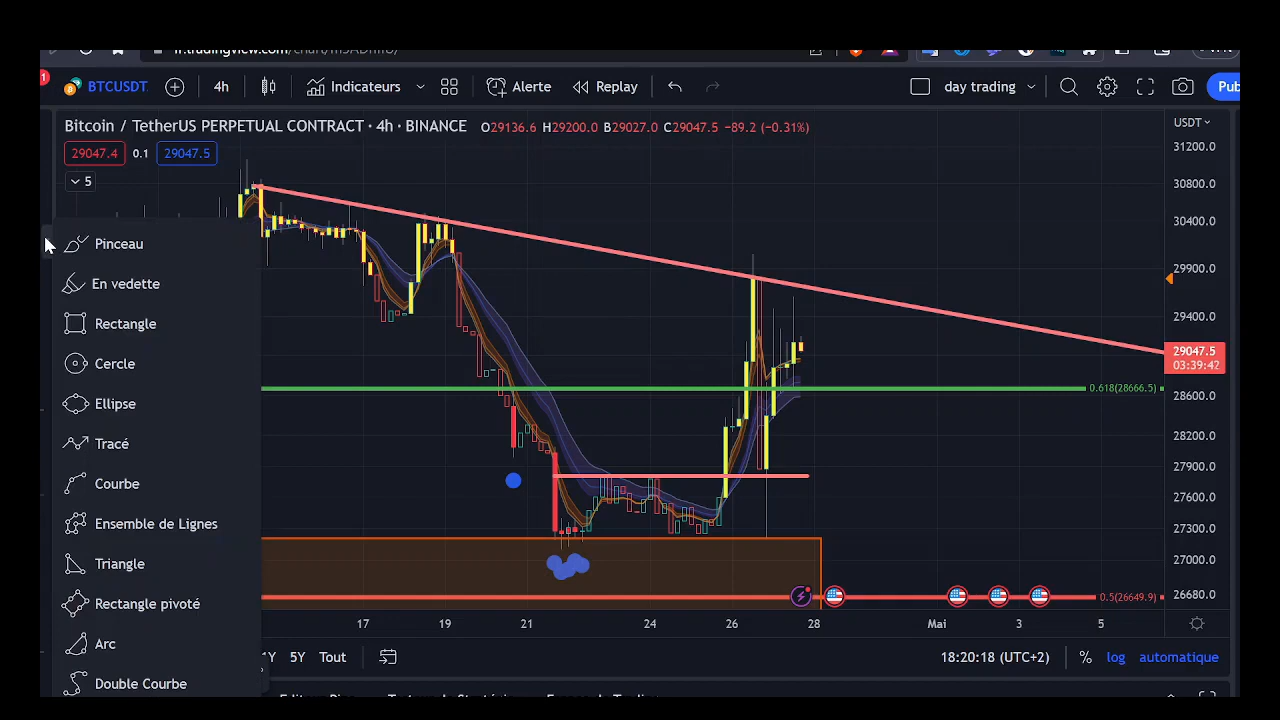 BTCUSDT
4h
Indicateurs
Alerte
Replay
day trading
Pub
Bitcoin / TetherUS PERPETUAL CONTRACT · 4h · BINANCE
O29136.6 H29200.0 B29027.0 C29047.5 −89.2 (−0.31%)
USDT
29047.4 0.1 29047.5
5
31200.0
30800.0
30400.0
29900.0
29400.0
29047.5
03:39:42
0.618(28666.5)
28600.0
28200.0
27900.0
27600.0
27300.0
27000.0
0.5(26649.9)
26680.0
Pinceau
En vedette
Rectangle
Cercle
Ellipse
Tracé
Courbe
Ensemble de Lignes
Triangle
Rectangle pivoté
Arc
Double Courbe
17 19 21 24 26 28 Mai 3 5
1Y 5Y Tout
18:20:18 (UTC+2) % log automatique